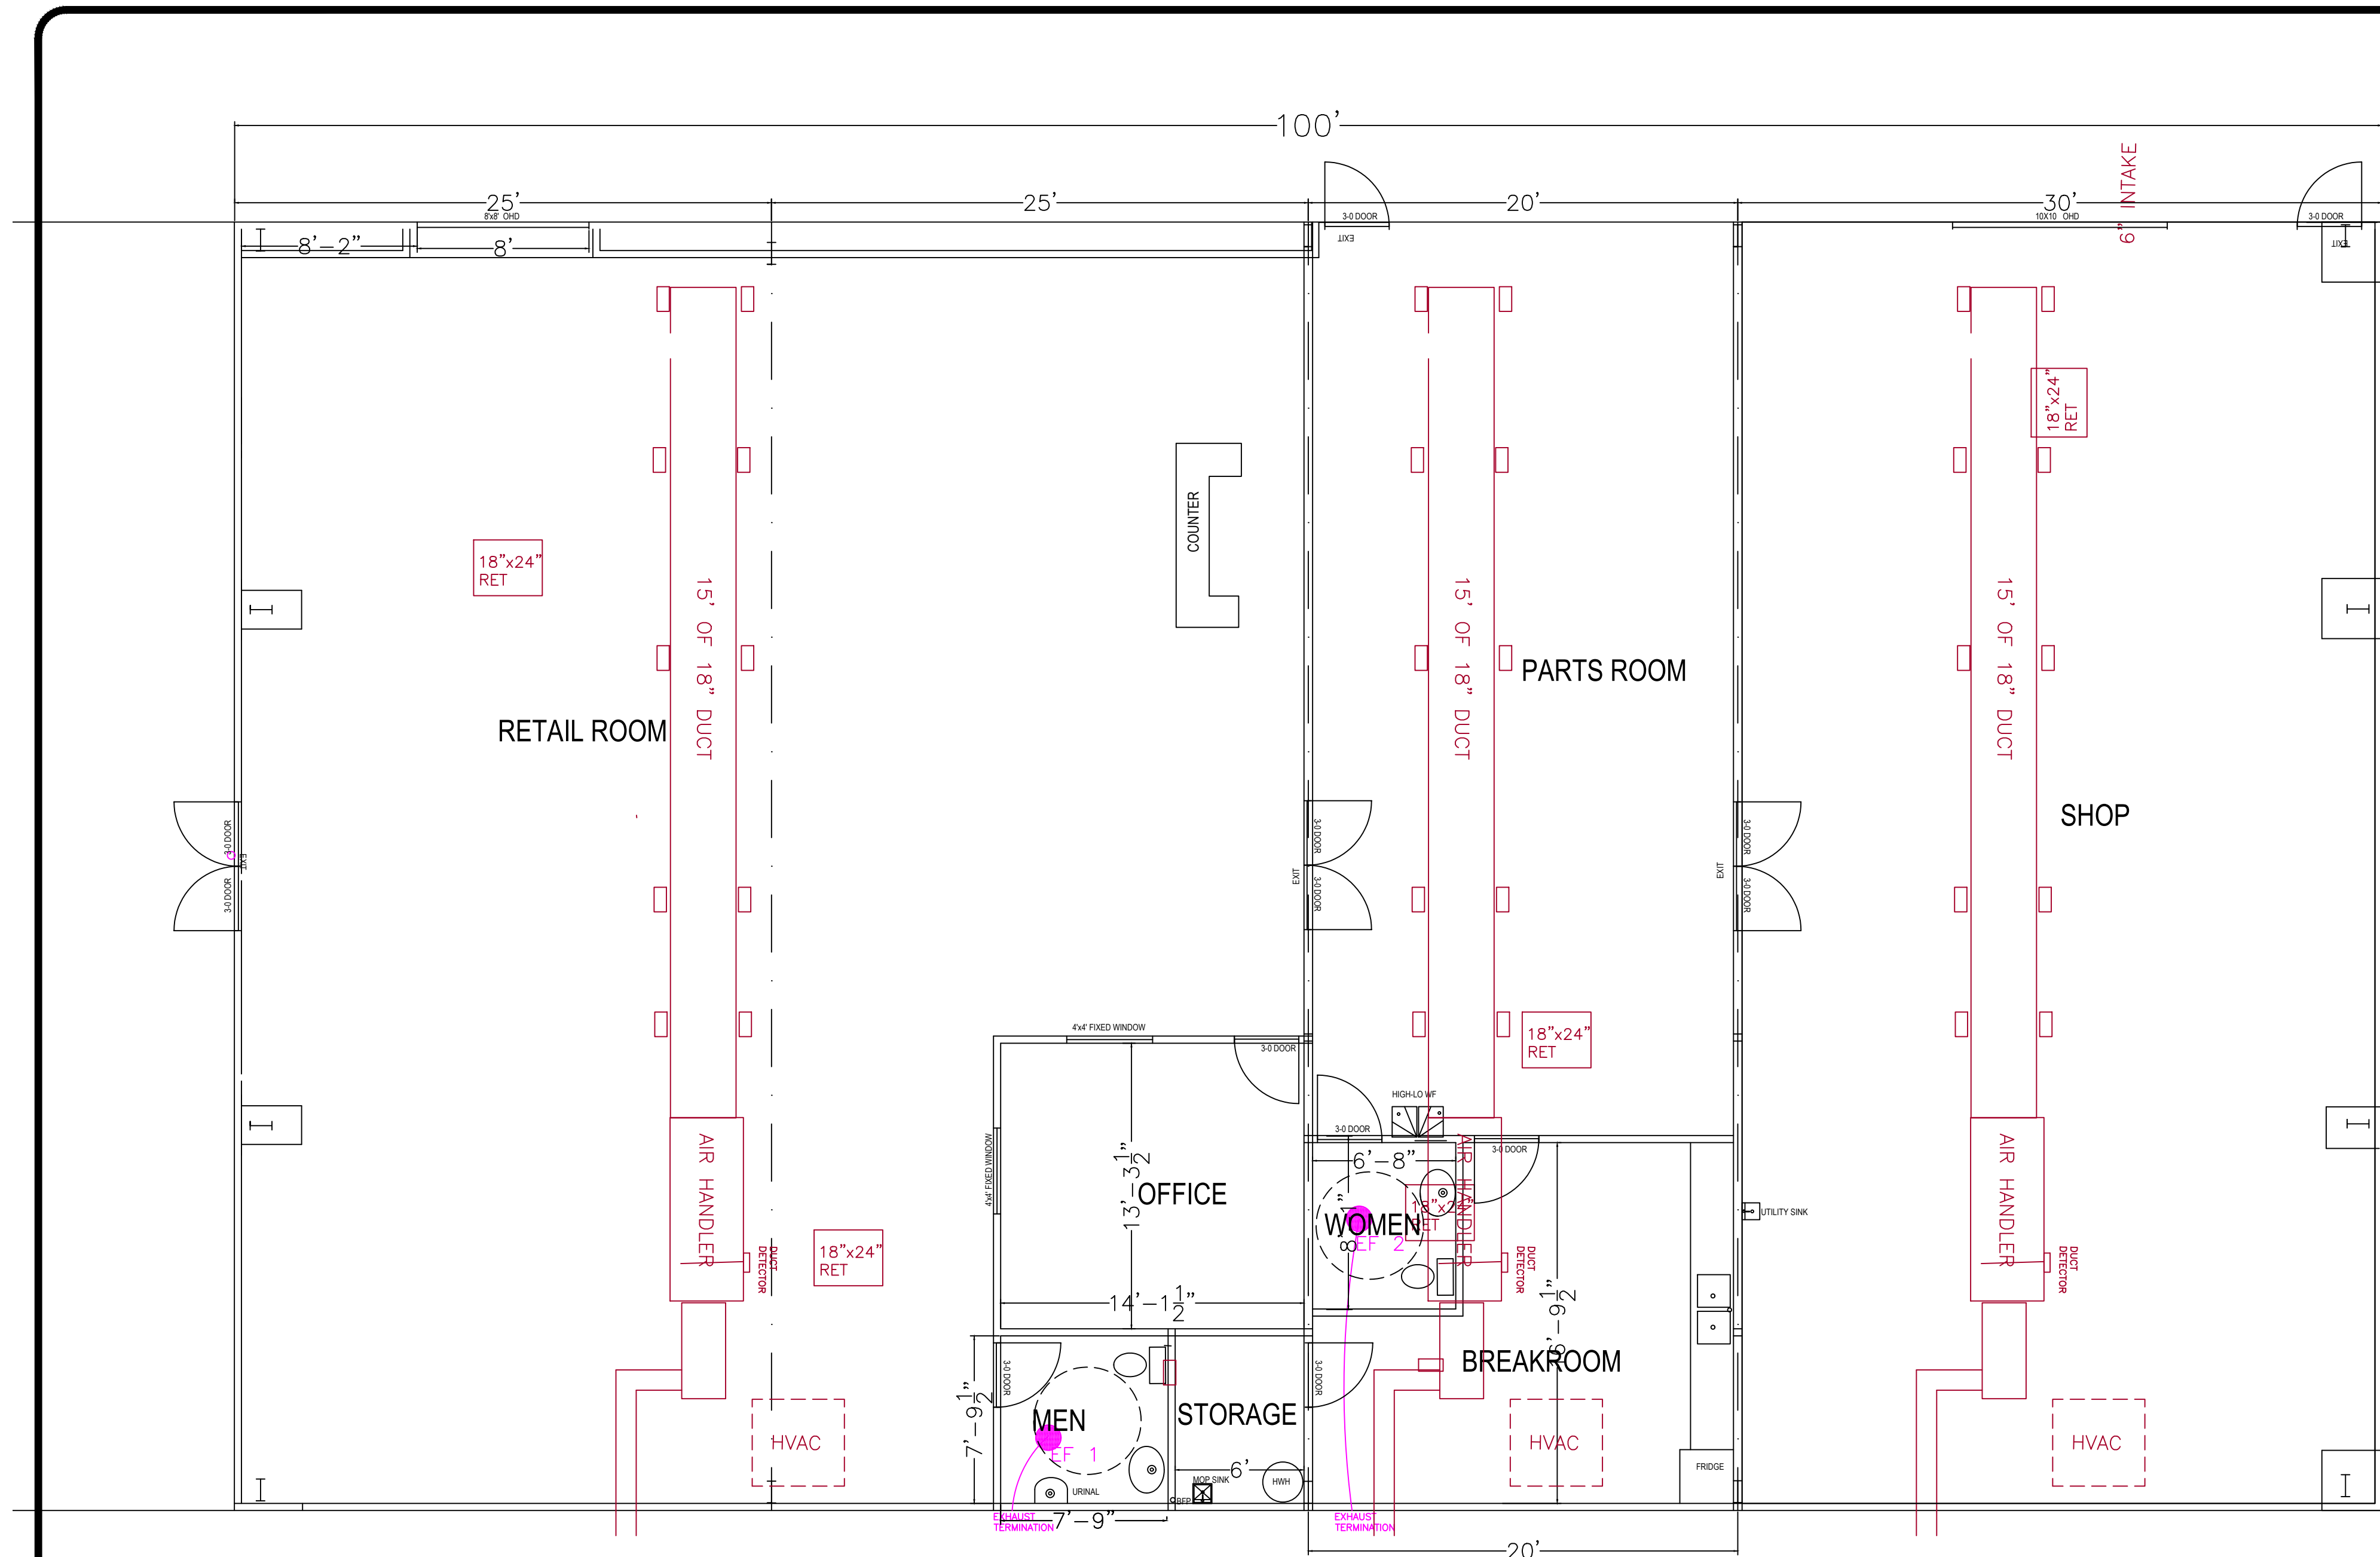 100'
25'
25'
20'
30'
6" INTAKE
8'x8' OHD
3-0 DOOR
10X10 OHD
3-0 DOOR
EXIT
EXIT
8'-2"
8'
18"x24"
RET
COUNTER
18"x24"
RET
15' OF 18" DUCT
15' OF 18" DUCT
15' OF 18" DUCT
RETAIL ROOM
PARTS ROOM
SHOP
3-0 DOOR
3-0 DOOR
EXIT
3-0 DOOR
3-0 DOOR
EXIT
3-0 DOOR
3-0 DOOR
EXIT
4'x4' FIXED WINDOW
3-0 DOOR
18"x24"
RET
HIGH-LO WF
3-0 DOOR
3-0 DOOR
4'x4' FIXED WINDOW
13'-3 1/2"
OFFICE
6'-8"
AIR HANDLER
AIR HANDLER
AIR HANDLER
WOMEN
RET
EF 2
UTILITY SINK
18"x24"
RET
DUCT
DETECTOR
DUCT
DETECTOR
DUCT
DETECTOR
14'-1 1/2"
16'-9 1/2"
BREAKROOM
3-0 DOOR
3-0 DOOR
7'-9 1/2"
MEN
EF 1
STORAGE
HVAC
HVAC
HVAC
6'
MOP SINK
HWH
FRIDGE
URINAL
BFP
EXHAUST
TERMINATION
7'-9"
EXHAUST
TERMINATION
20'